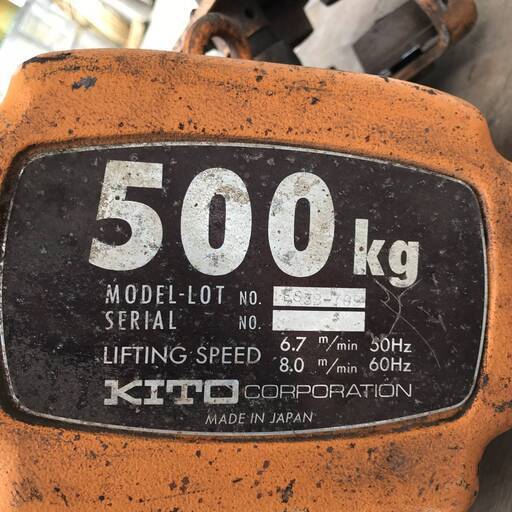 500 kg
MODEL-LOT NO.
SERIAL NO.
LIFTING SPEED 6.7 m/min 50Hz
8.0 m/min 60Hz
KITO CORPORATION
MADE IN JAPAN